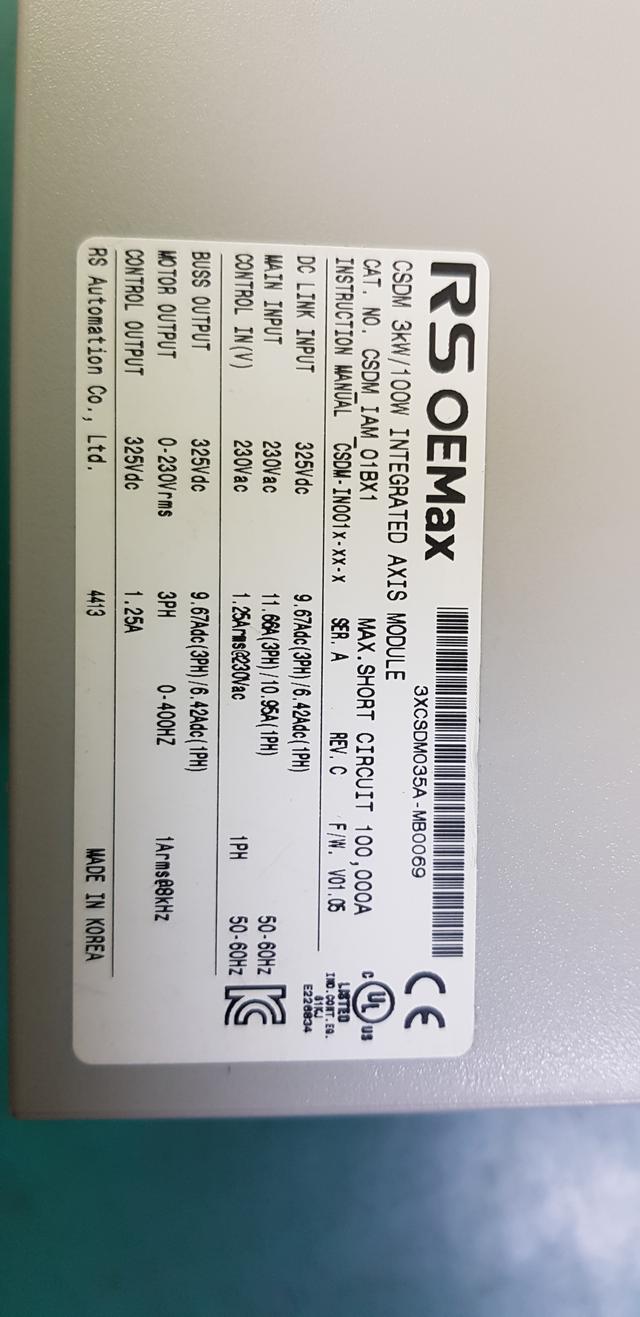 RS OEMax
3XCSDM035A-MB0069
CE
CSDM 3kW/100W INTEGRATED AXIS MODULE
CAT. NO. CSDM_IAM_01BX1 MAX.SHORT CIRCUIT 100,000A
INSTRUCTION MANUAL CSDM-IN001x-xx-x SER. A REV. C F/W. V01.05
C UL US
LISTED
IND.CONT.EQ.
61KJ
E226834
DC LINK INPUT 325Vdc 9.67Adc(3PH)/6.42Adc(1PH)
MAIN INPUT 230Vac 11.66A(3PH)/10.95A(1PH) 50-60Hz
CONTROL IN(V) 230Vac 1.25Arms@230Vac 1PH 50-60Hz
BUSS OUTPUT 325Vdc 9.67Adc(3PH)/6.42Adc(1PH)
MOTOR OUTPUT 0-230Vrms 3PH 0-400HZ 1Arms@8kHz
CONTROL OUTPUT 325Vdc 1.25A
RS Automation Co., Ltd. 4413 MADE IN KOREA